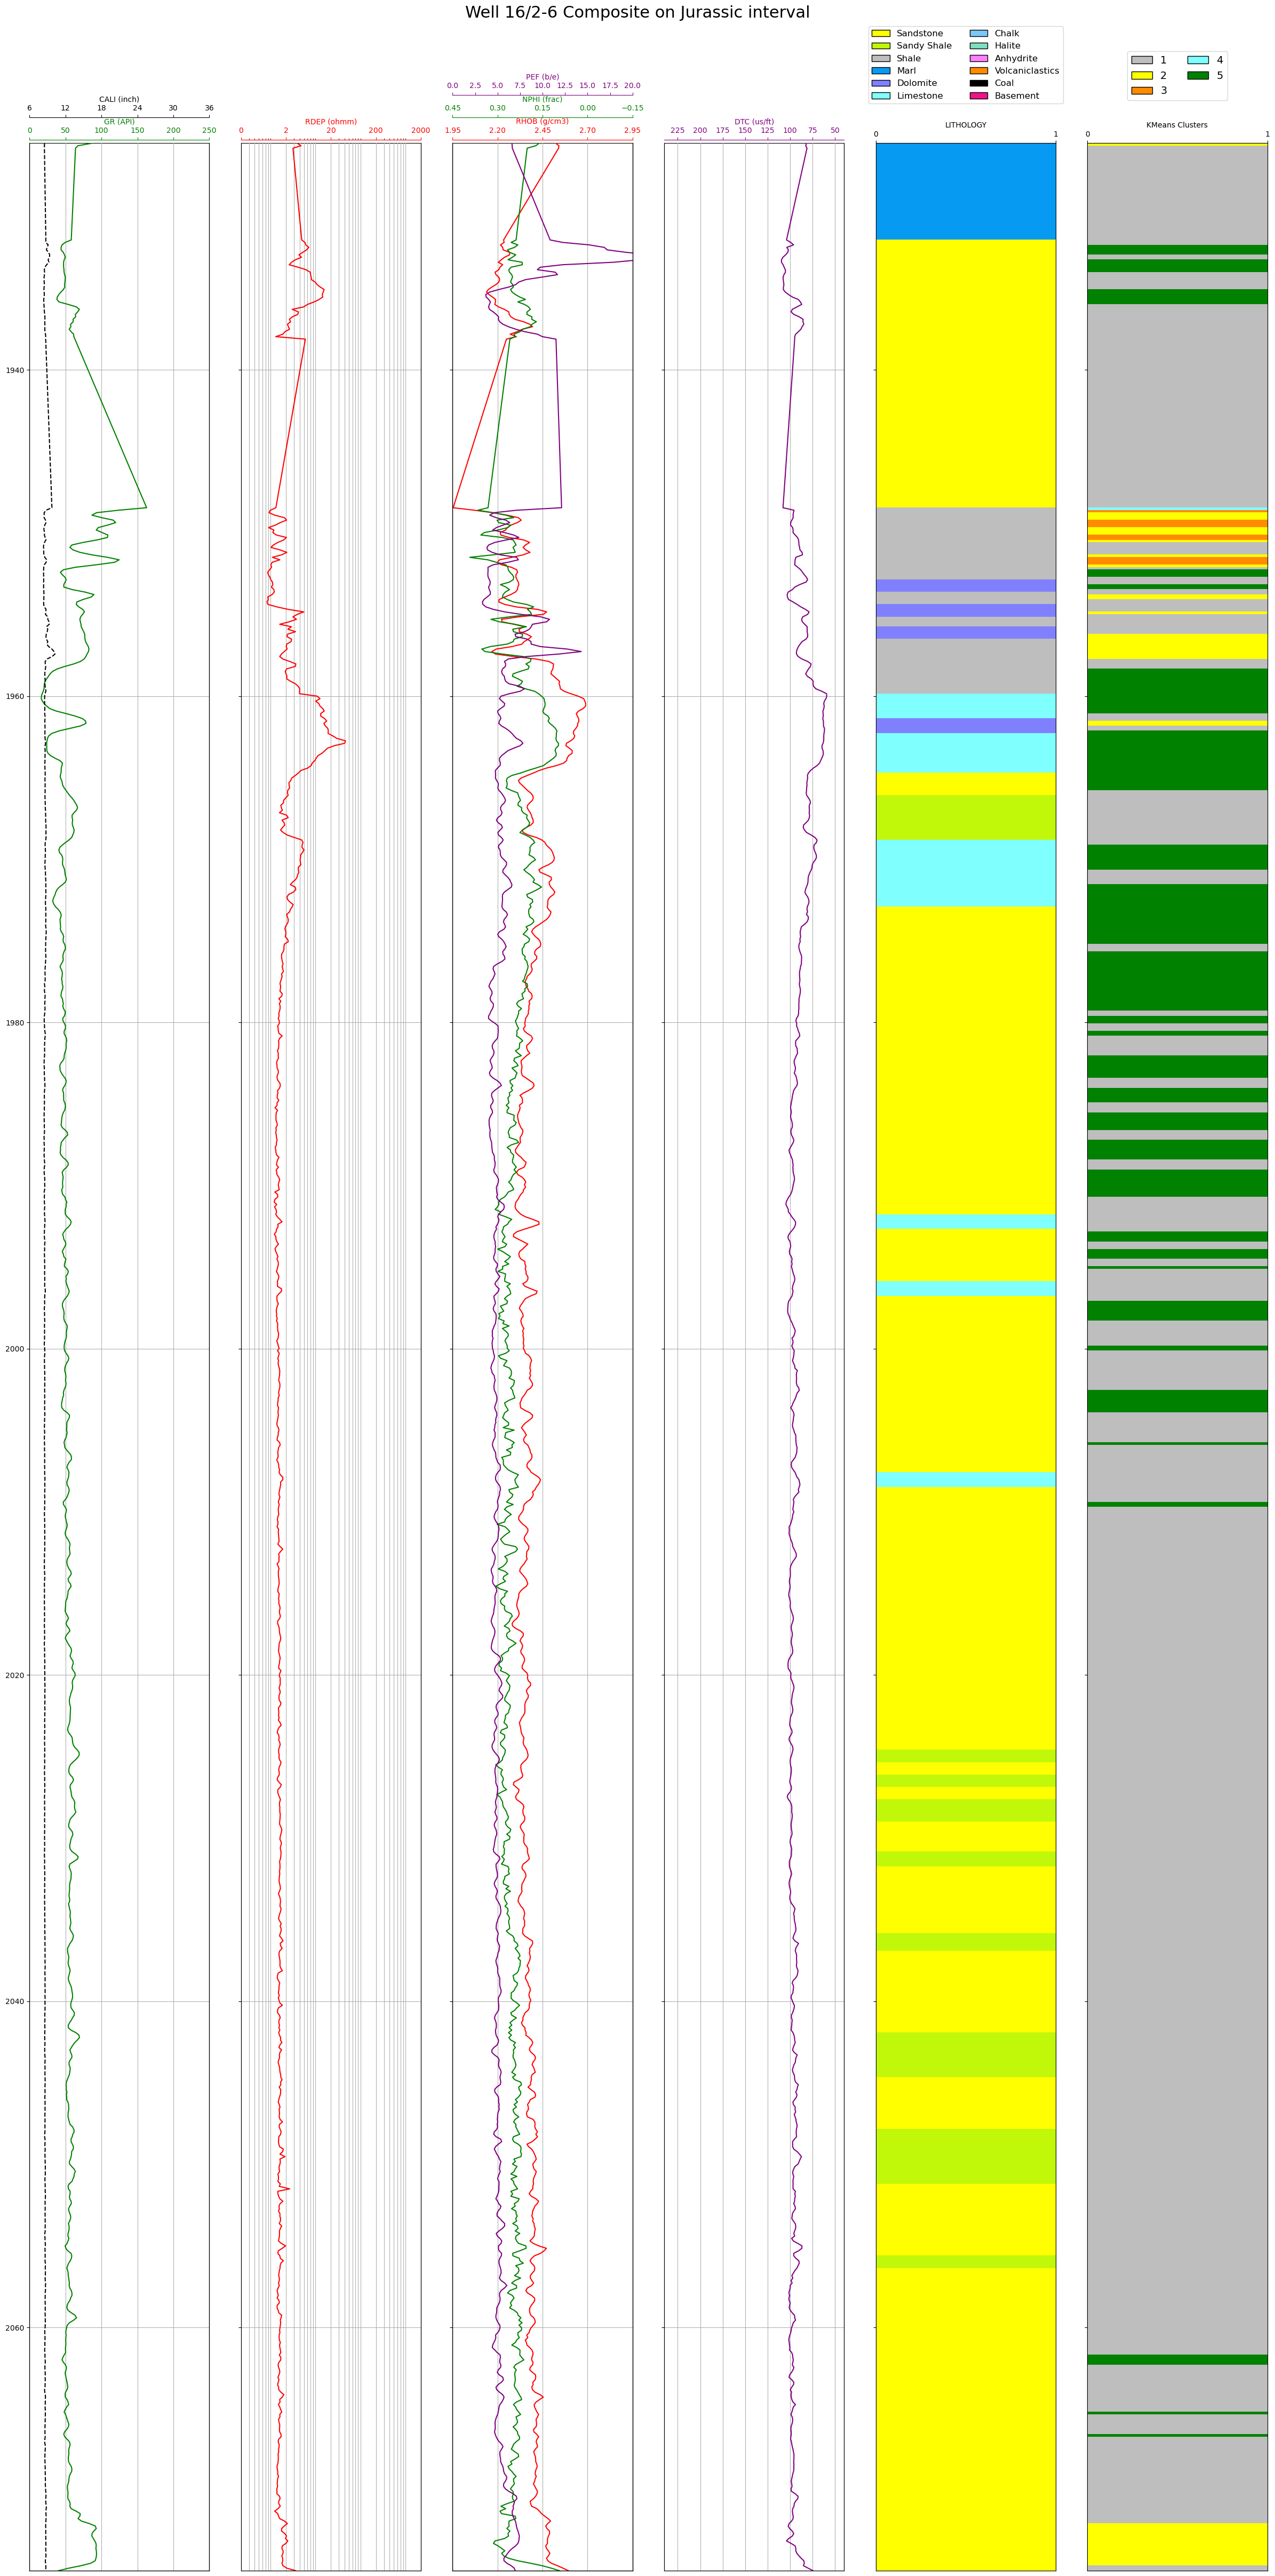 Well 16/2-6 Composite on Jurassic interval
Sandstone Chalk
Sandy Shale Halite
Shale Anhydrite
Marl Volcaniclastics
Dolomite Coal
Limestone Basement
1 4
2 5
3
PEF (b/e)
0.0 2.5 5.0 7.5 10.0 12.5 15.0 17.5 20.0
CALI (inch) NPHI (frac)
6 12 18 24 30 36 0.45 0.30 0.15 0.00 −0.15
GR (API) RDEP (ohmm) RHOB (g/cm3) DTC (us/ft) LITHOLOGY KMeans Clusters
0 50 100 150 200 250 0 2 20 200 2000 1.95 2.20 2.45 2.70 2.95 225 200 175 150 125 100 75 50 0 1 0 1
1940
1960
1980
2000
2020
2040
2060